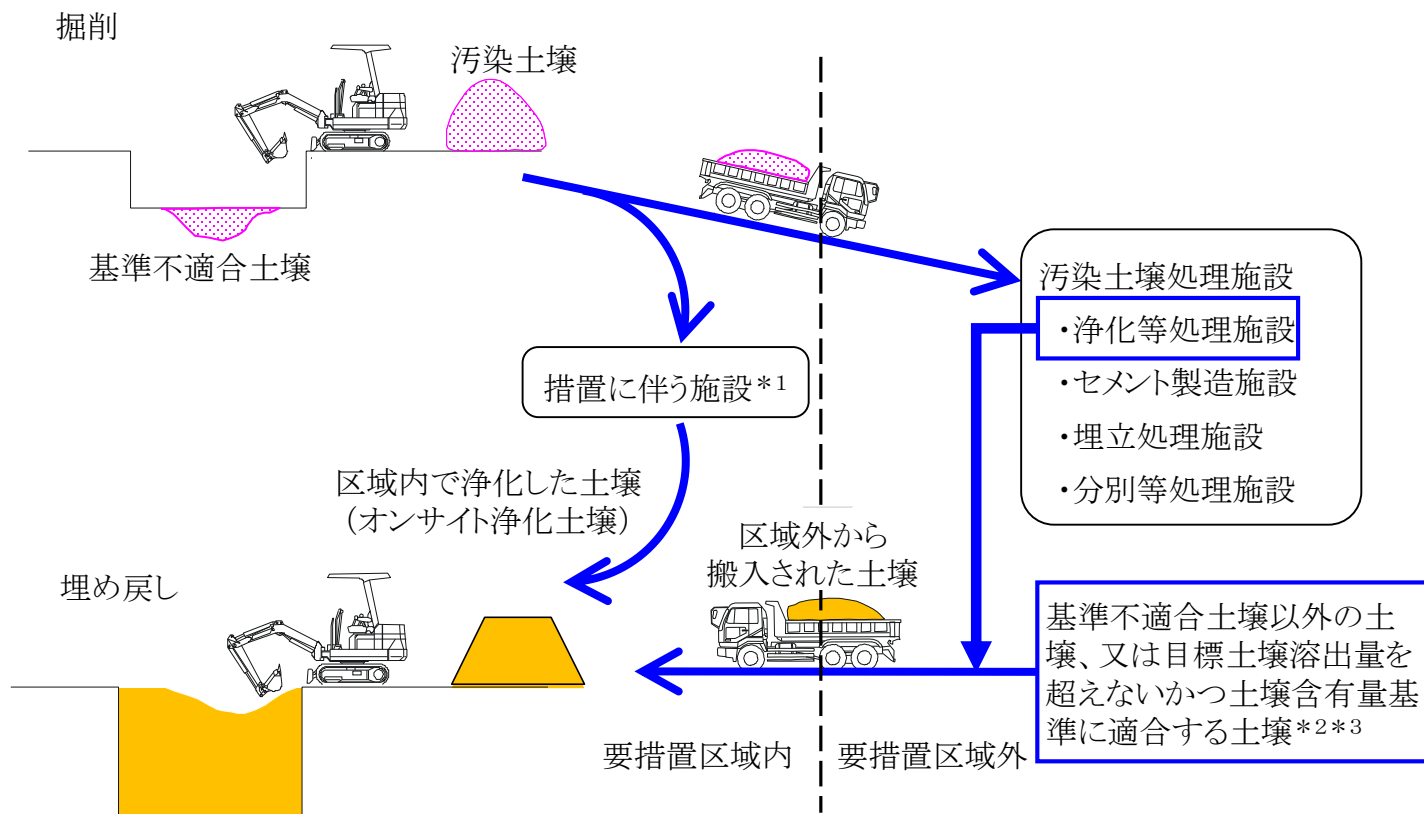 掘削
汚染土壌
基準不適合土壌
汚染土壌処理施設
・浄化等処理施設
・セメント製造施設
・埋立処理施設
・分別等処理施設
措置に伴う施設*1
区域内で浄化した土壌
(オンサイト浄化土壌)
区域外から
搬入された土壌
埋め戻し
基準不適合土壌以外の土
壌、又は目標土壌溶出量を
超えないかつ土壌含有量基
準に適合する土壌*2*3
要措置区域内
要措置区域外